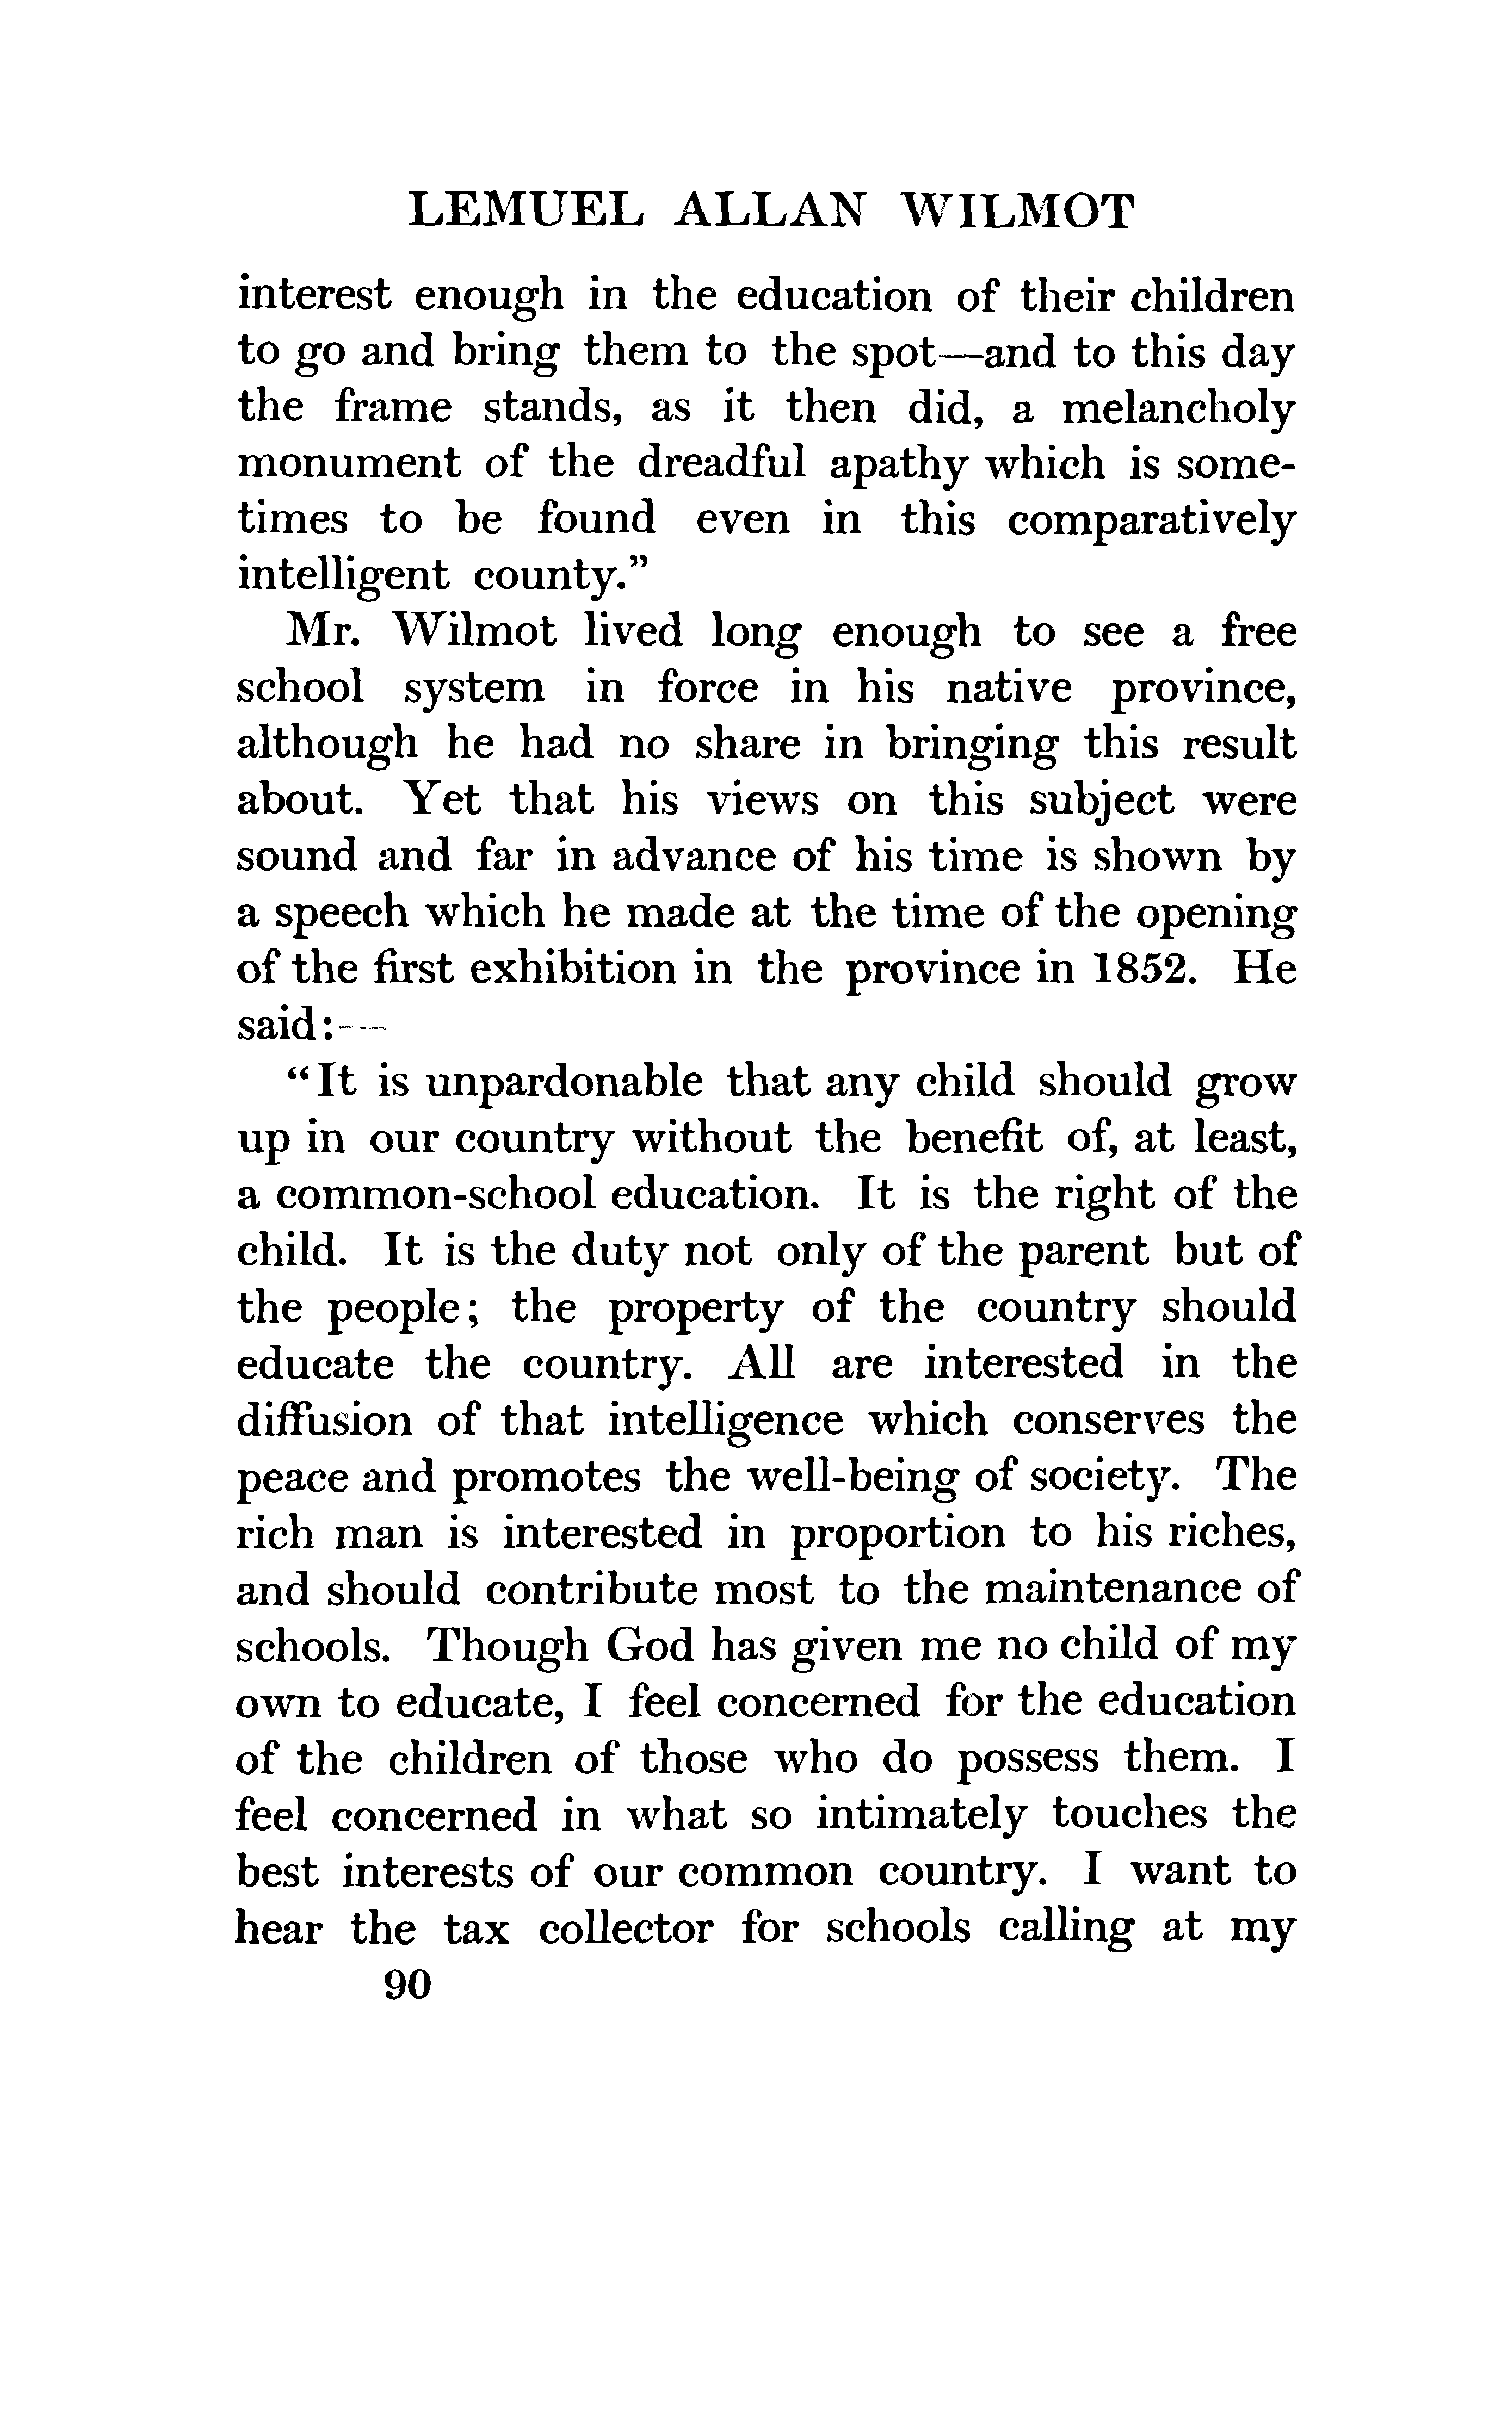 LEMUEL ALLAN WILMOT
interest enough in the education of their children
to go and bring them to the spot—and to this day
the frame stands, as it then did, a melancholy
monument of the dreadful apathy which is some-
times to be found even in this comparatively
intelligent county."
Mr. Wilmot lived long enough to see a free
school system in force in his native province,
although he had no share in bringing this result
about. Yet that his views on this subject were
sound and far in advance of his time is shown by
a speech which he made at the time of the opening
of the first exhibition in the province in 1852. He
said:—
"It is unpardonable that any child should grow
up in our country without the benefit of, at least,
a common-school education. It is the right of the
child. It is the duty not only of the parent but of
the people; the property of the country should
educate the country. All are interested in the
diffusion of that intelligence which conserves the
peace and promotes the well-being of society. The
rich man is interested in proportion to his riches,
and should contribute most to the maintenance of
schools. Though God has given me no child of my
own to educate, I feel concerned for the education
of the children of those who do possess them. I
feel concerned in what so intimately touches the
best interests of our common country. I want to
hear the tax collector for schools calling at my
90